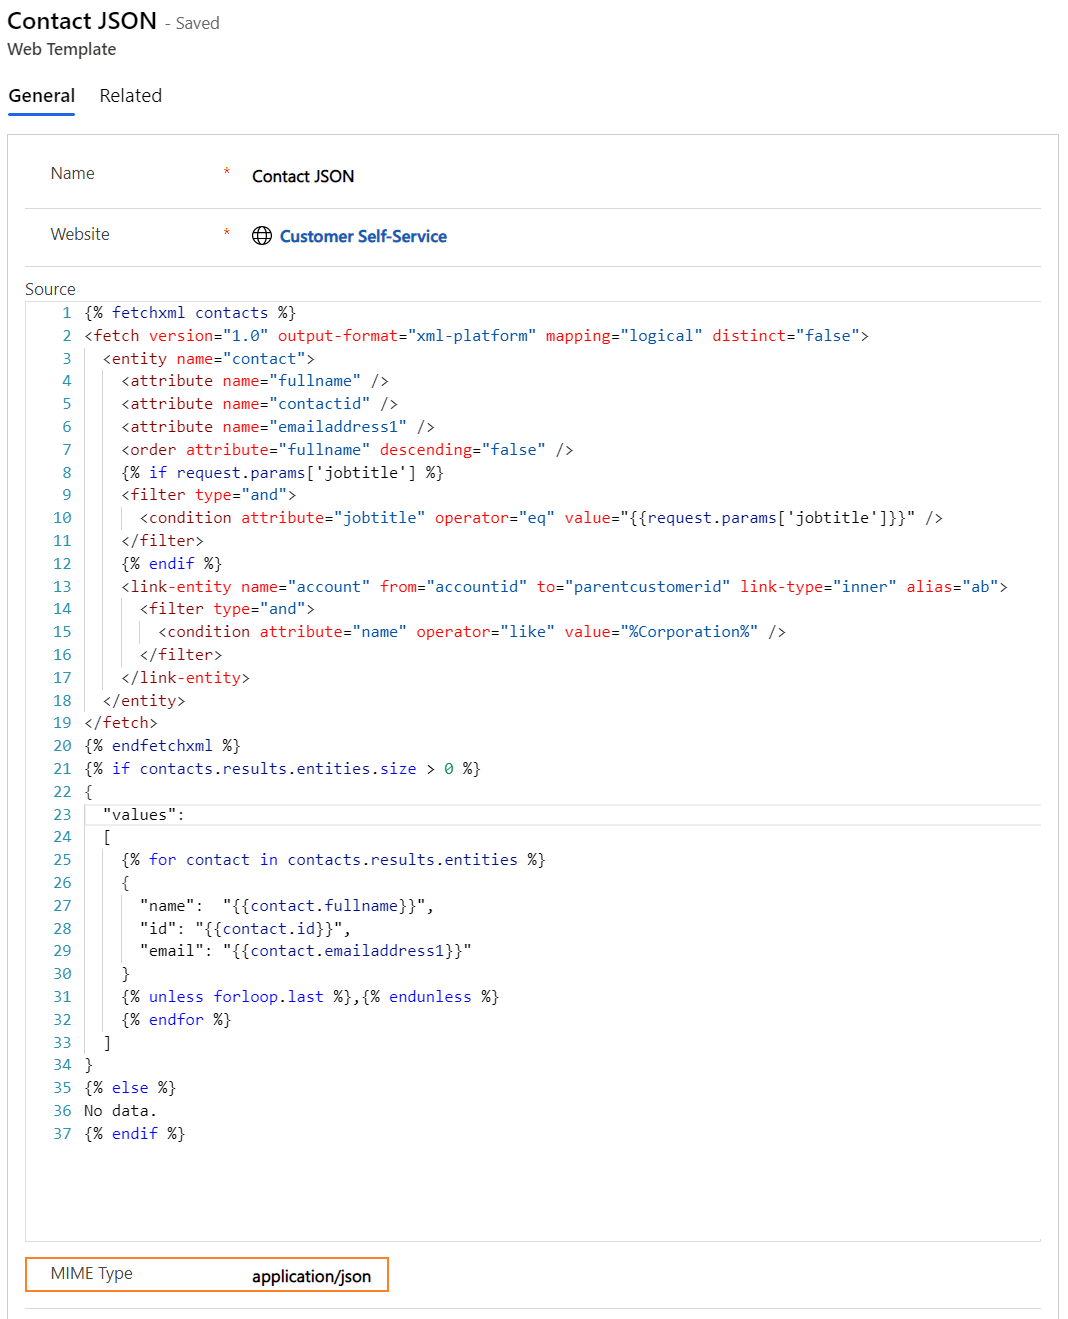 Contact JSON - Saved
Web Template
General Related
Name * Contact JSON
Website * Customer Self-Service
Source
1 {% fetchxml contacts %}
2 <fetch version="1.0" output-format="xml-platform" mapping="logical" distinct="false">
3 <entity name="contact">
4 <attribute name="fullname" />
5 <attribute name="contactid" />
6 <attribute name="emailaddress1" />
7 <order attribute="fullname" descending="false" />
8 {% if request.params['jobtitle'] %}
9 <filter type="and">
10 <condition attribute="jobtitle" operator="eq" value="{{request.params['jobtitle']}}" />
11 </filter>
12 {% endif %}
13 <link-entity name="account" from="accountid" to="parentcustomerid" link-type="inner" alias="ab">
14 <filter type="and">
15 <condition attribute="name" operator="like" value="%Corporation%" />
16 </filter>
17 </link-entity>
18 </entity>
19 </fetch>
20 {% endfetchxml %}
21 {% if contacts.results.entities.size > 0 %}
22 {
23 "values":
24 [
25 {% for contact in contacts.results.entities %}
26 {
27 "name":  "{{contact.fullname}}",
28 "id": "{{contact.id}}",
29 "email": "{{contact.emailaddress1}}"
30 }
31 {% unless forloop.last %},{% endunless %}
32 {% endfor %}
33 ]
34 }
35 {% else %}
36 No data.
37 {% endif %}
MIME Type application/json